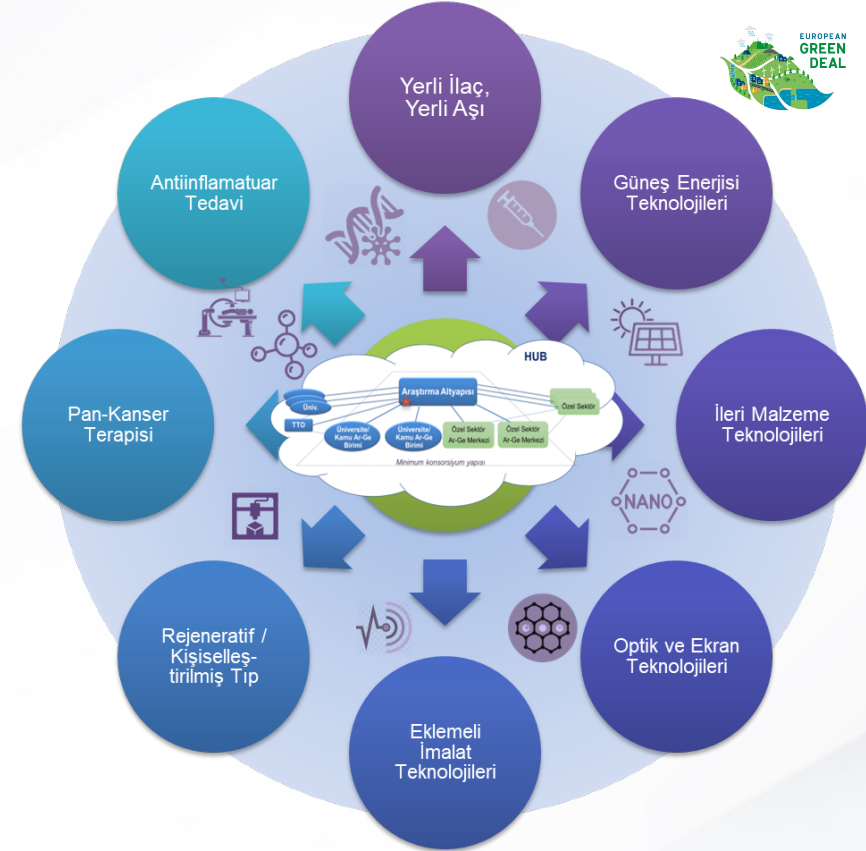 EUROPEAN
GREEN
DEAL
Yerli İlaç,
Yerli Aşı
Güneş Enerjisi
Teknolojileri
İleri Malzeme
Teknolojileri
Optik ve Ekran
Teknolojileri
Eklemeli
İmalat
Teknolojileri
Rejeneratif /
Kişiselleş-
tirilmiş Tıp
Pan-Kanser
Terapisi
Antiinflamatuar
Tedavi
HUB
Araştırma Altyapısı
Üniv.
Özel Sektör
TTO
Üniversite/
Kamu Ar-Ge
Birimi
Üniversite/
Kamu Ar-Ge
Birimi
Özel Sektör
Ar-Ge Merkezi
Özel Sektör
Ar-Ge Merkezi
Minimum konsorsiyum yapısı
NANO